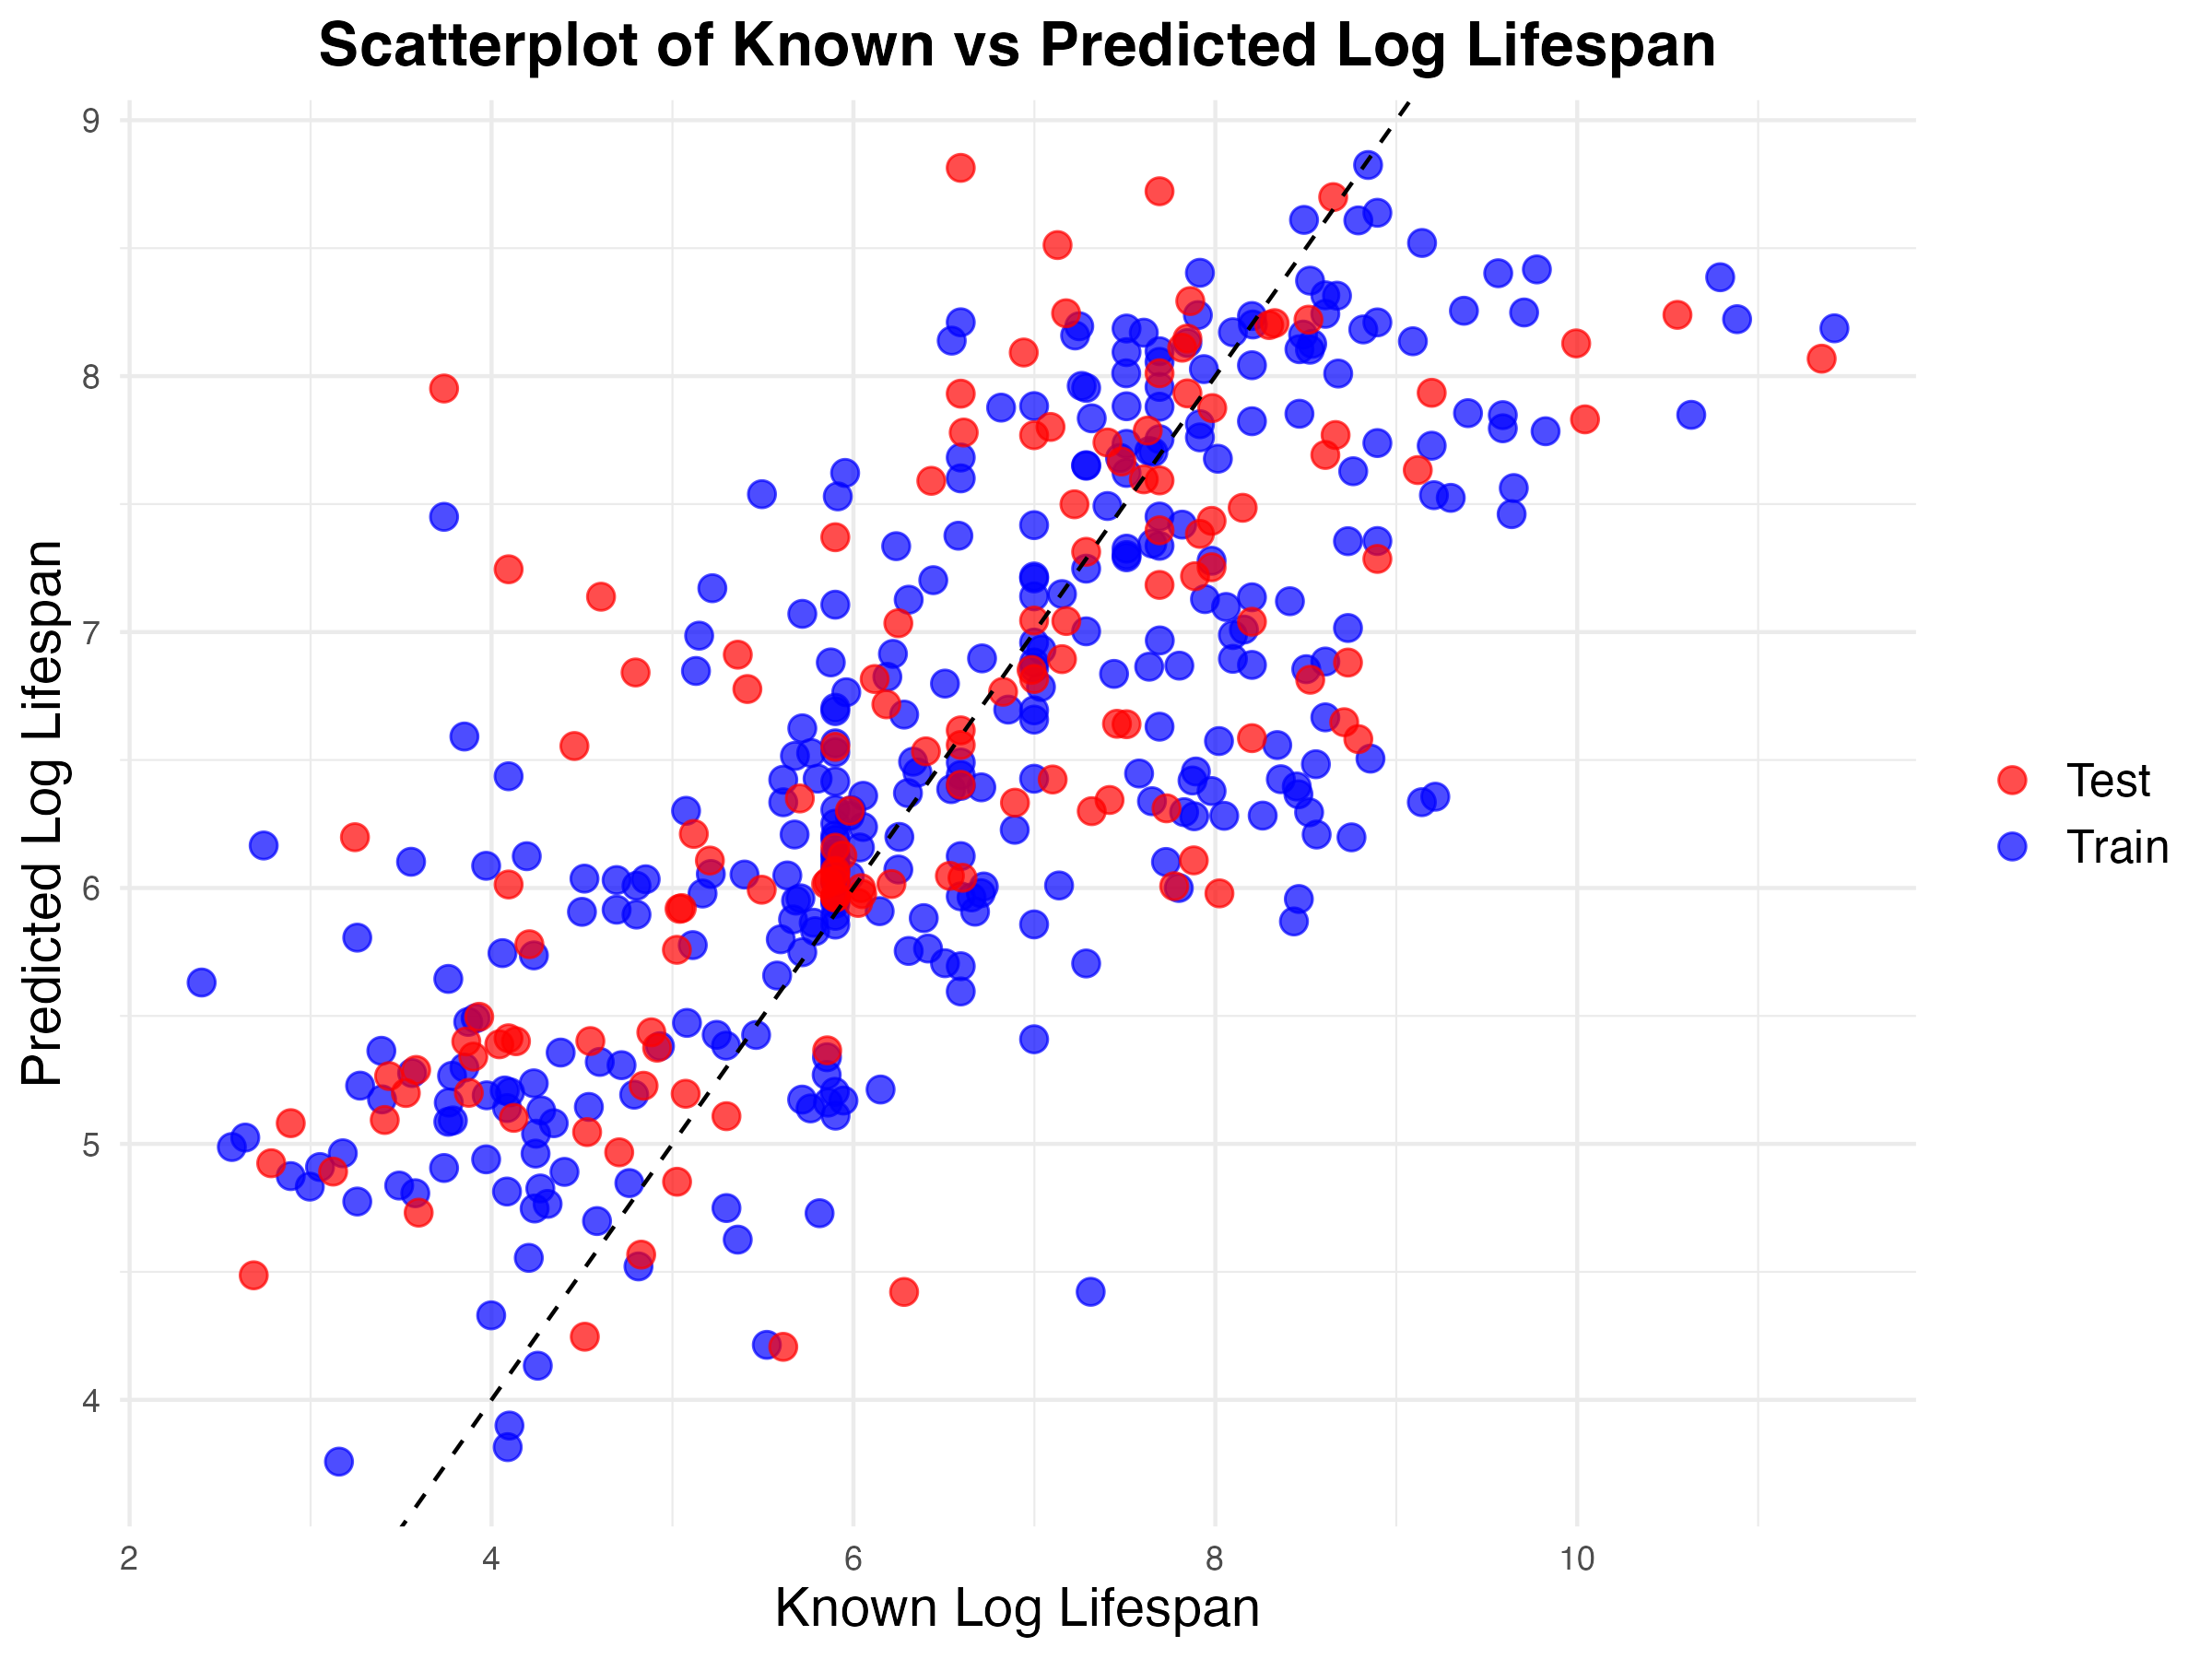 Scatterplot of Known vs Predicted Log Lifespan
9
8
7
6
5
4
Predicted Log Lifespan
2 4 6 8 10
Known Log Lifespan
Test
Train